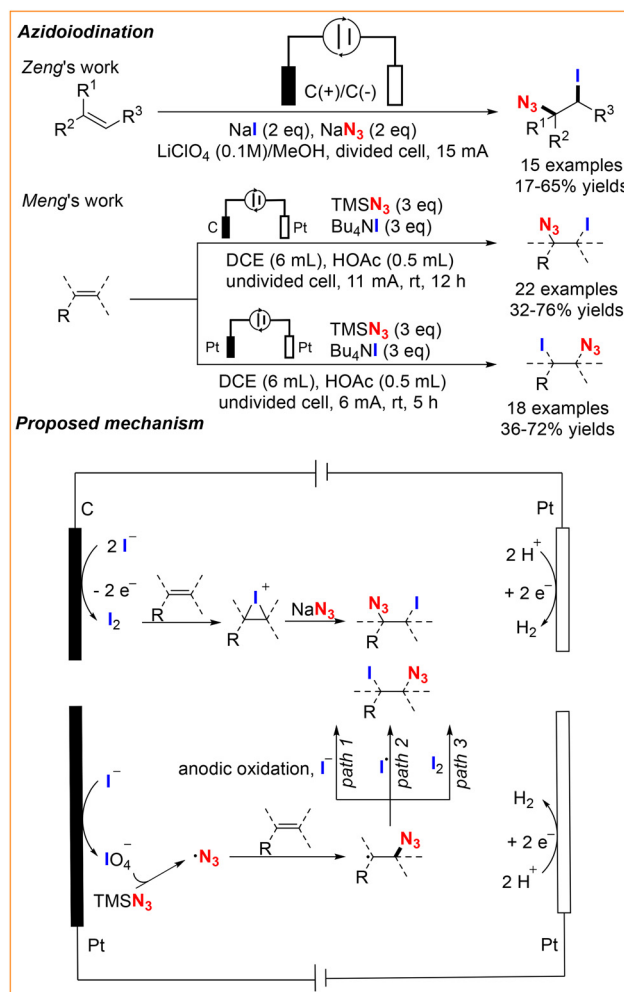 Azidoiodination
Zeng's work
R1
R2
R3
C(+)/C(-)
NaI (2 eq), NaN3 (2 eq)
LiClO4 (0.1M)/MeOH, divided cell, 15 mA
I
N3
R1
R2
R3
15 examples
17-65% yields
Meng's work
R
C
Pt
TMSN3 (3 eq)
Bu4NI (3 eq)
DCE (6 mL), HOAc (0.5 mL)
undivided cell, 11 mA, rt, 12 h
N3
I
R
22 examples
32-76% yields
Pt
Pt
TMSN3 (3 eq)
Bu4NI (3 eq)
DCE (6 mL), HOAc (0.5 mL)
undivided cell, 6 mA, rt, 5 h
I
N3
R
18 examples
36-72% yields
Proposed mechanism
C
Pt
2 I−
- 2 e−
I2
R
I+
R
NaN3
N3
I
R
2 H+
+ 2 e−
H2
I
N3
R
anodic oxidation, I−
path 1
I•
path 2
I2
path 3
I−
IO4−
TMSN3
•N3
R
N3
•
R
H2
+ 2 e−
2 H+
Pt
Pt